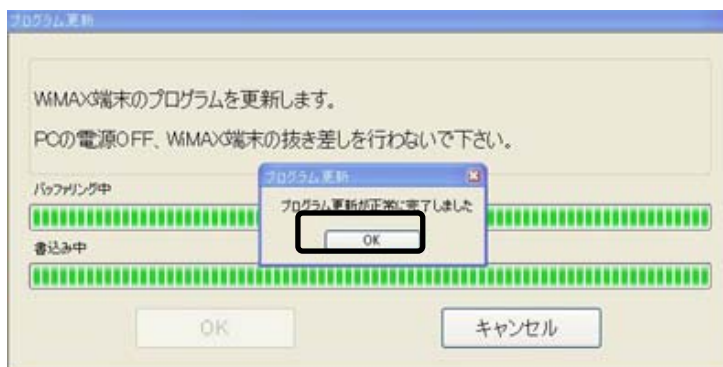 プログラム更新
WiMAX端末のプログラムを更新します。
PCの電源OFF、WiMAX端末の抜き差しを行わないで下さい。
プログラム更新
バッファリング中
プログラム更新が正常に完了しました
OK
書込み中
OK
キャンセル